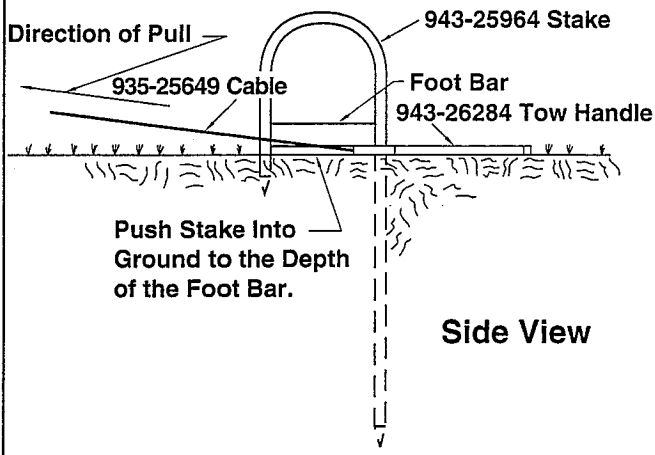 943-25964 Stake
Direction of Pull
935-25649 Cable
Foot Bar
943-26284 Tow Handle
Push Stake Into
Ground to the Depth
of the Foot Bar.
Side View